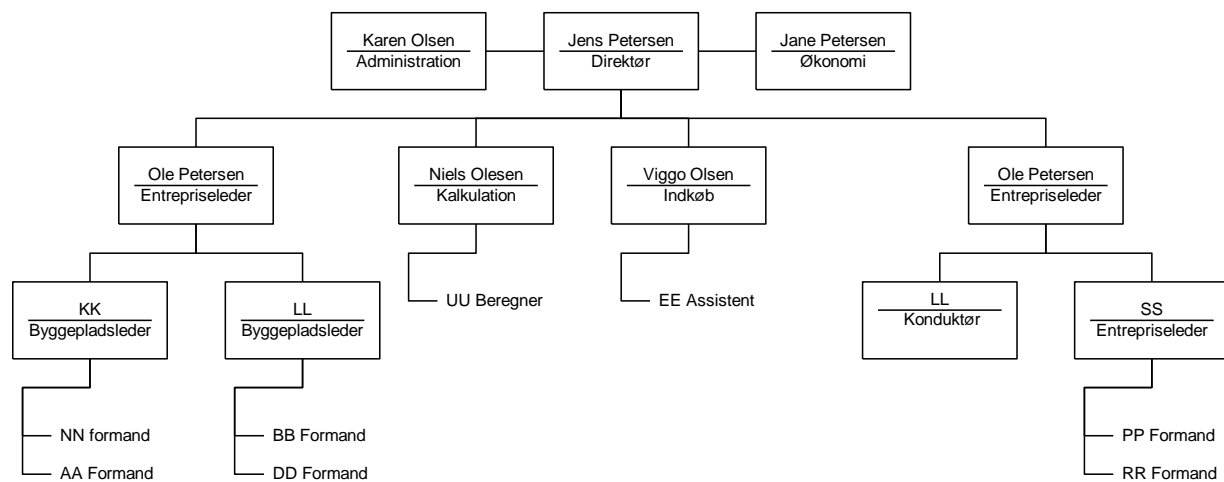 Karen Olsen
Administration
Jens Petersen
Direktør
Jane Petersen
Økonomi
Ole Petersen
Entrepriseleder
Niels Olesen
Kalkulation
Viggo Olsen
Indkøb
Ole Petersen
Entrepriseleder
KK
Byggepladsleder
LL
Byggepladsleder
UU Beregner
EE Assistent
LL
Konduktør
SS
Entrepriseleder
NN formand
AA Formand
BB Formand
DD Formand
PP Formand
RR Formand